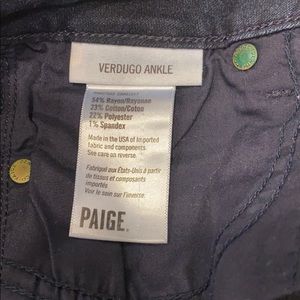 VERDUGO ANKLE
54% Rayon/Rayonne
23% Cotton/Coton
22% Polyester
1% Spandex
Made in the USA of Imported
fabric and components.
See care on reverse.
Fabriqué aux États-Unis à partir
de tissus et composants
importés
Voir le soin sur l'inverse.
PAIGE.